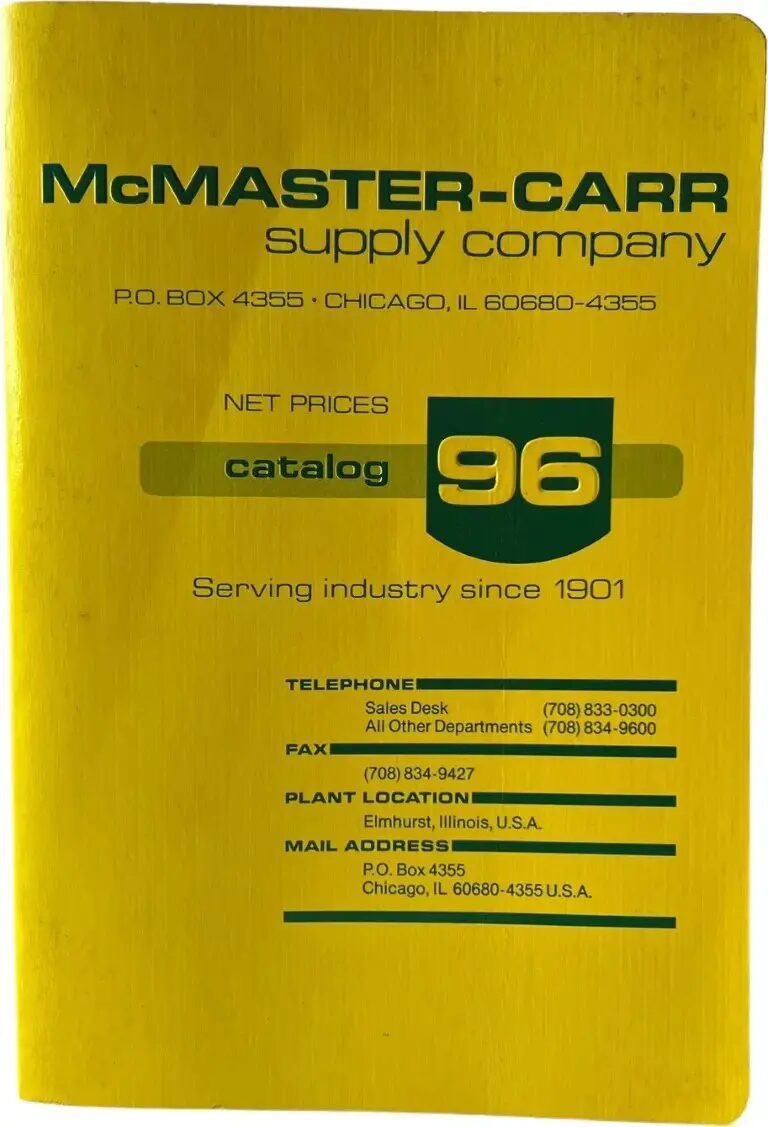 McMASTER-CARR
supply company
P.O. BOX 4355 • CHICAGO, IL 60680-4355
NET PRICES
catalog 96
Serving industry since 1901
TELEPHONE
Sales Desk (708) 833-0300
All Other Departments (708) 834-9600
FAX
(708) 834-9427
PLANT LOCATION
Elmhurst, Illinois, U.S.A.
MAIL ADDRESS
P.O. Box 4355
Chicago, IL 60680-4355 U.S.A.